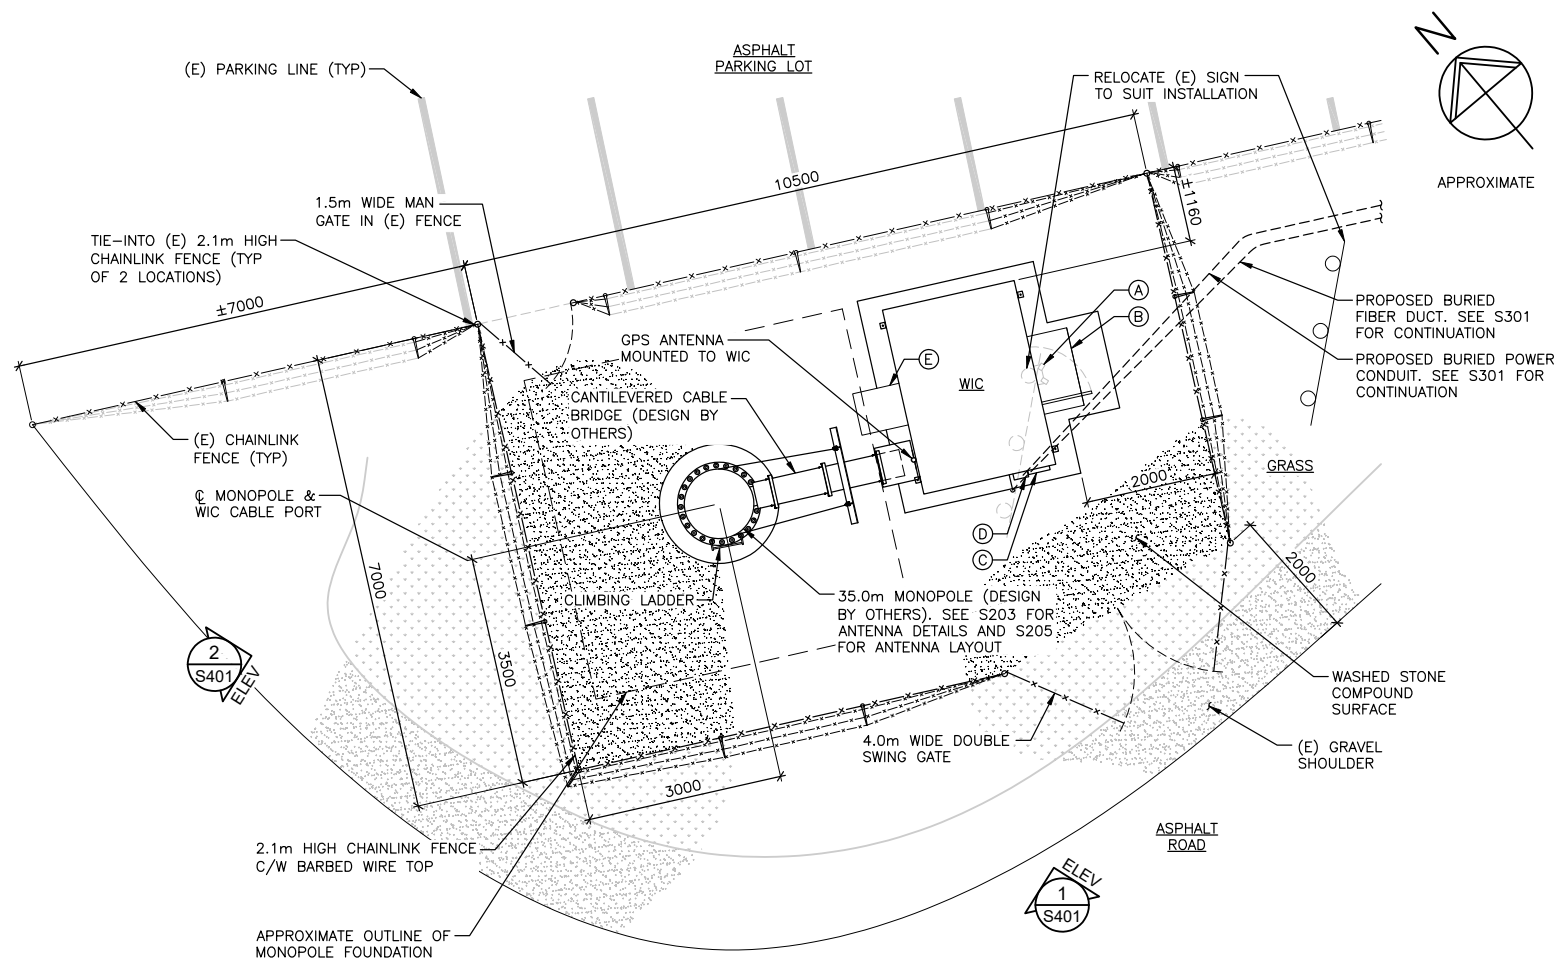 ASPHALT
PARKING LOT
(E) PARKING LINE (TYP)
RELOCATE (E) SIGN
TO SUIT INSTALLATION
N
APPROXIMATE
10500
±1160
1.5m WIDE MAN
GATE IN (E) FENCE
TIE-INTO (E) 2.1m HIGH
CHAINLINK FENCE (TYP
OF 2 LOCATIONS)
±7000
GPS ANTENNA
MOUNTED TO WIC
A
B
E
WIC
PROPOSED BURIED
FIBER DUCT. SEE S301
FOR CONTINUATION
PROPOSED BURIED POWER
CONDUIT. SEE S301 FOR
CONTINUATION
CANTILEVERED CABLE
BRIDGE (DESIGN BY
OTHERS)
(E) CHAINLINK
FENCE (TYP)
GRASS
2000
℄ MONOPOLE &
WIC CABLE PORT
D
C
2000
7000
3500
CLIMBING LADDER
35.0m MONOPOLE (DESIGN
BY OTHERS). SEE S203 FOR
ANTENNA DETAILS AND S205
FOR ANTENNA LAYOUT
2
S401
ELEV
WASHED STONE
COMPOUND
SURFACE
4.0m WIDE DOUBLE
SWING GATE
(E) GRAVEL
SHOULDER
3000
2.1m HIGH CHAINLINK FENCE
C/W BARBED WIRE TOP
ASPHALT
ROAD
ELEV
1
S401
APPROXIMATE OUTLINE OF
MONOPOLE FOUNDATION